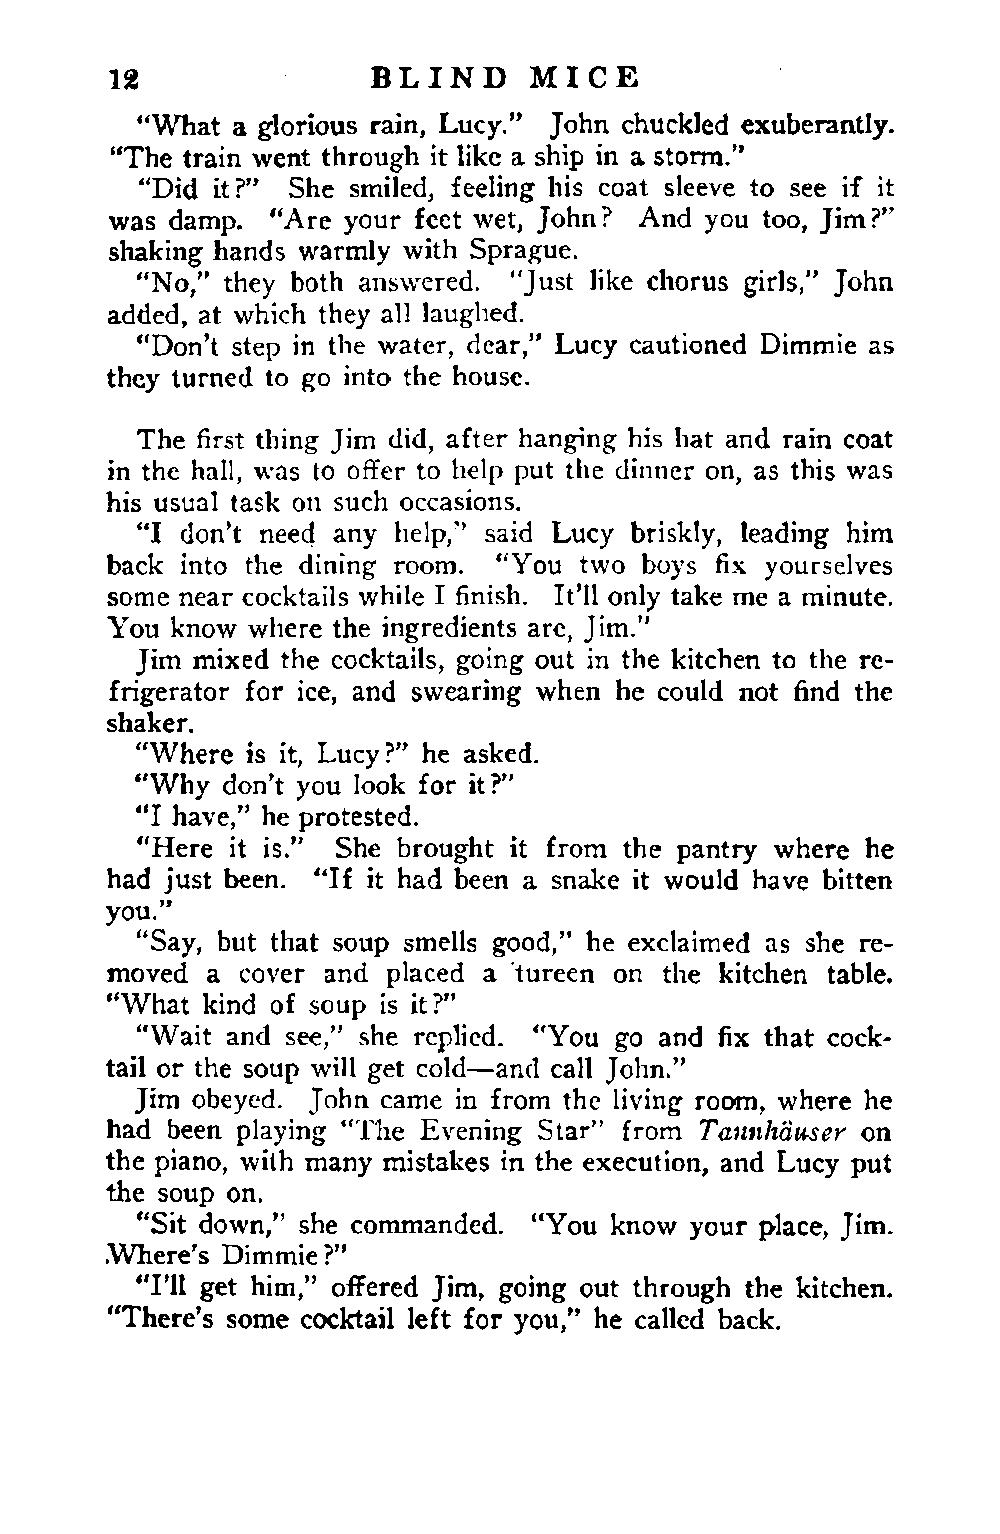 12 BLIND MICE
“What a glorious rain, Lucy.” John chuckled exuberantly.
“The train went through it like a ship in a storm.”
“Did it?” She smiled, feeling his coat sleeve to see if it
was damp. “Are your feet wet, John? And you too, Jim?”
shaking hands warmly with Sprague.
“No,” they both answered. “Just like chorus girls,” John
added, at which they all laughed.
“Don’t step in the water, dear,” Lucy cautioned Dimmie as
they turned to go into the house.
The first thing Jim did, after hanging his hat and rain coat
in the hall, was to offer to help put the dinner on, as this was
his usual task on such occasions.
“I don’t need any help,” said Lucy briskly, leading him
back into the dining room. “You two boys fix yourselves
some near cocktails while I finish. It’ll only take me a minute.
You know where the ingredients are, Jim.”
Jim mixed the cocktails, going out in the kitchen to the re-
frigerator for ice, and swearing when he could not find the
shaker.
“Where is it, Lucy?” he asked.
“Why don’t you look for it?”
“I have,” he protested.
“Here it is.” She brought it from the pantry where he
had just been. “If it had been a snake it would have bitten
you.”
“Say, but that soup smells good,” he exclaimed as she re-
moved a cover and placed a tureen on the kitchen table.
“What kind of soup is it?”
“Wait and see,” she replied. “You go and fix that cock-
tail or the soup will get cold—and call John.”
Jim obeyed. John came in from the living room, where he
had been playing “The Evening Star” from Taunhäuser on
the piano, with many mistakes in the execution, and Lucy put
the soup on.
“Sit down,” she commanded. “You know your place, Jim.
Where’s Dimmie?”
“I’ll get him,” offered Jim, going out through the kitchen.
“There’s some cocktail left for you,” he called back.